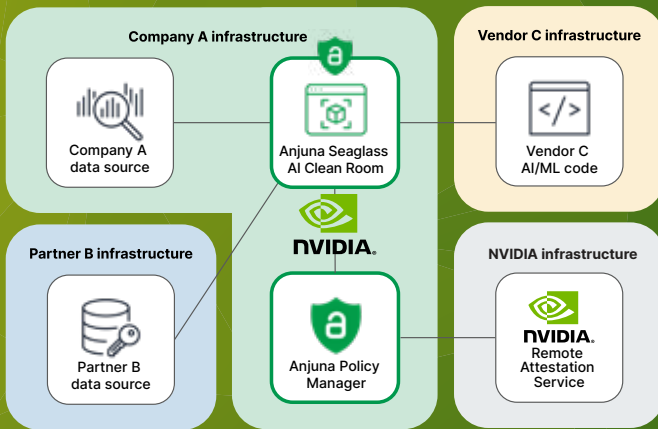 Company A infrastructure
a
Company A
data source
Anjuna Seaglass
AI Clean Room
Vendor C infrastructure
</>
Vendor C
AI/ML code
NVIDIA.
Partner B infrastructure
Partner B
data source
a
Anjuna Policy
Manager
NVIDIA infrastructure
NVIDIA.
Remote
Attestation
Service